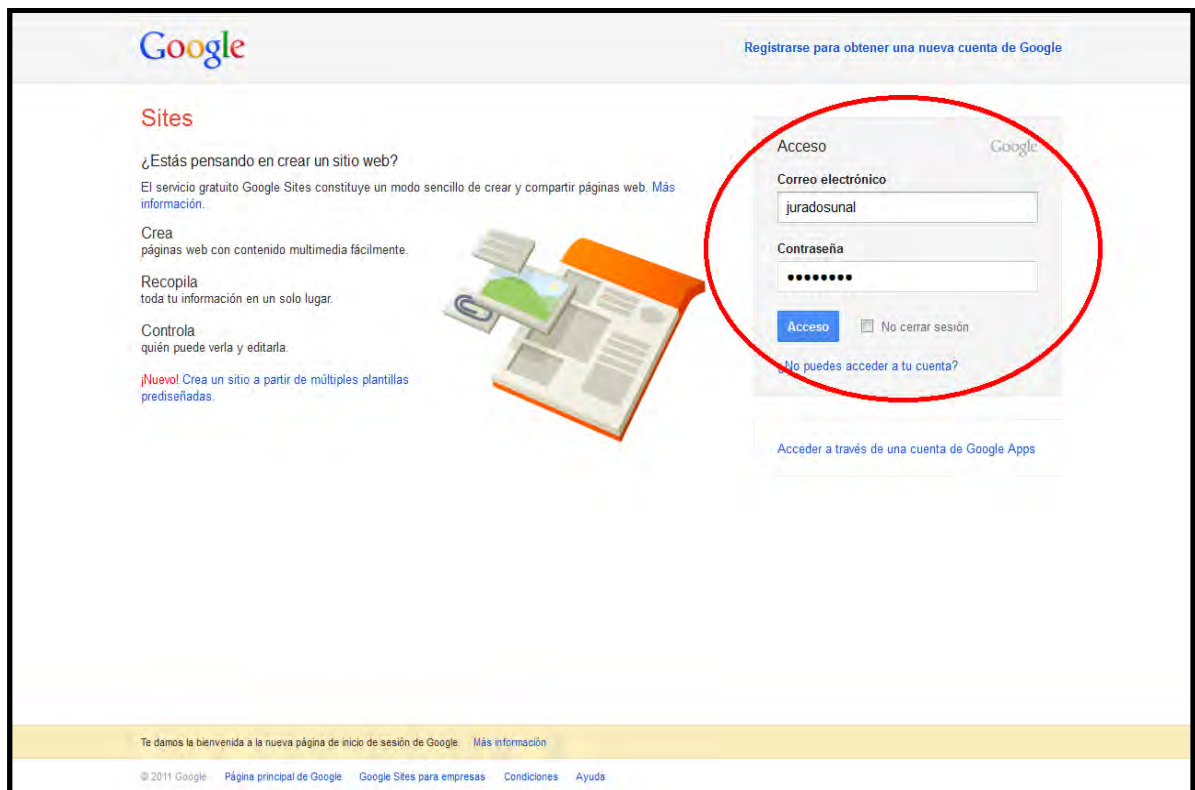 Google
Registrarse para obtener una nueva cuenta de Google
Sites
¿Estás pensando en crear un sitio web?
El servicio gratuito Google Sites constituye un modo sencillo de crear y compartir páginas web. Más
información.
Crea
páginas web con contenido multimedia fácilmente.
Recopila
toda tu información en un solo lugar.
Controla
quién puede verla y editarla.
¡Nuevo! Crea un sitio a partir de múltiples plantillas
prediseñadas.
Acceso Google
Correo electrónico
juradosunal
Contraseña
••••••••
Acceso No cerrar sesión
¿No puedes acceder a tu cuenta?
Acceder a través de una cuenta de Google Apps
Te damos la bienvenida a la nueva página de inicio de sesión de Google. Más información
© 2011 Google Página principal de Google Google Sites para empresas Condiciones Ayuda